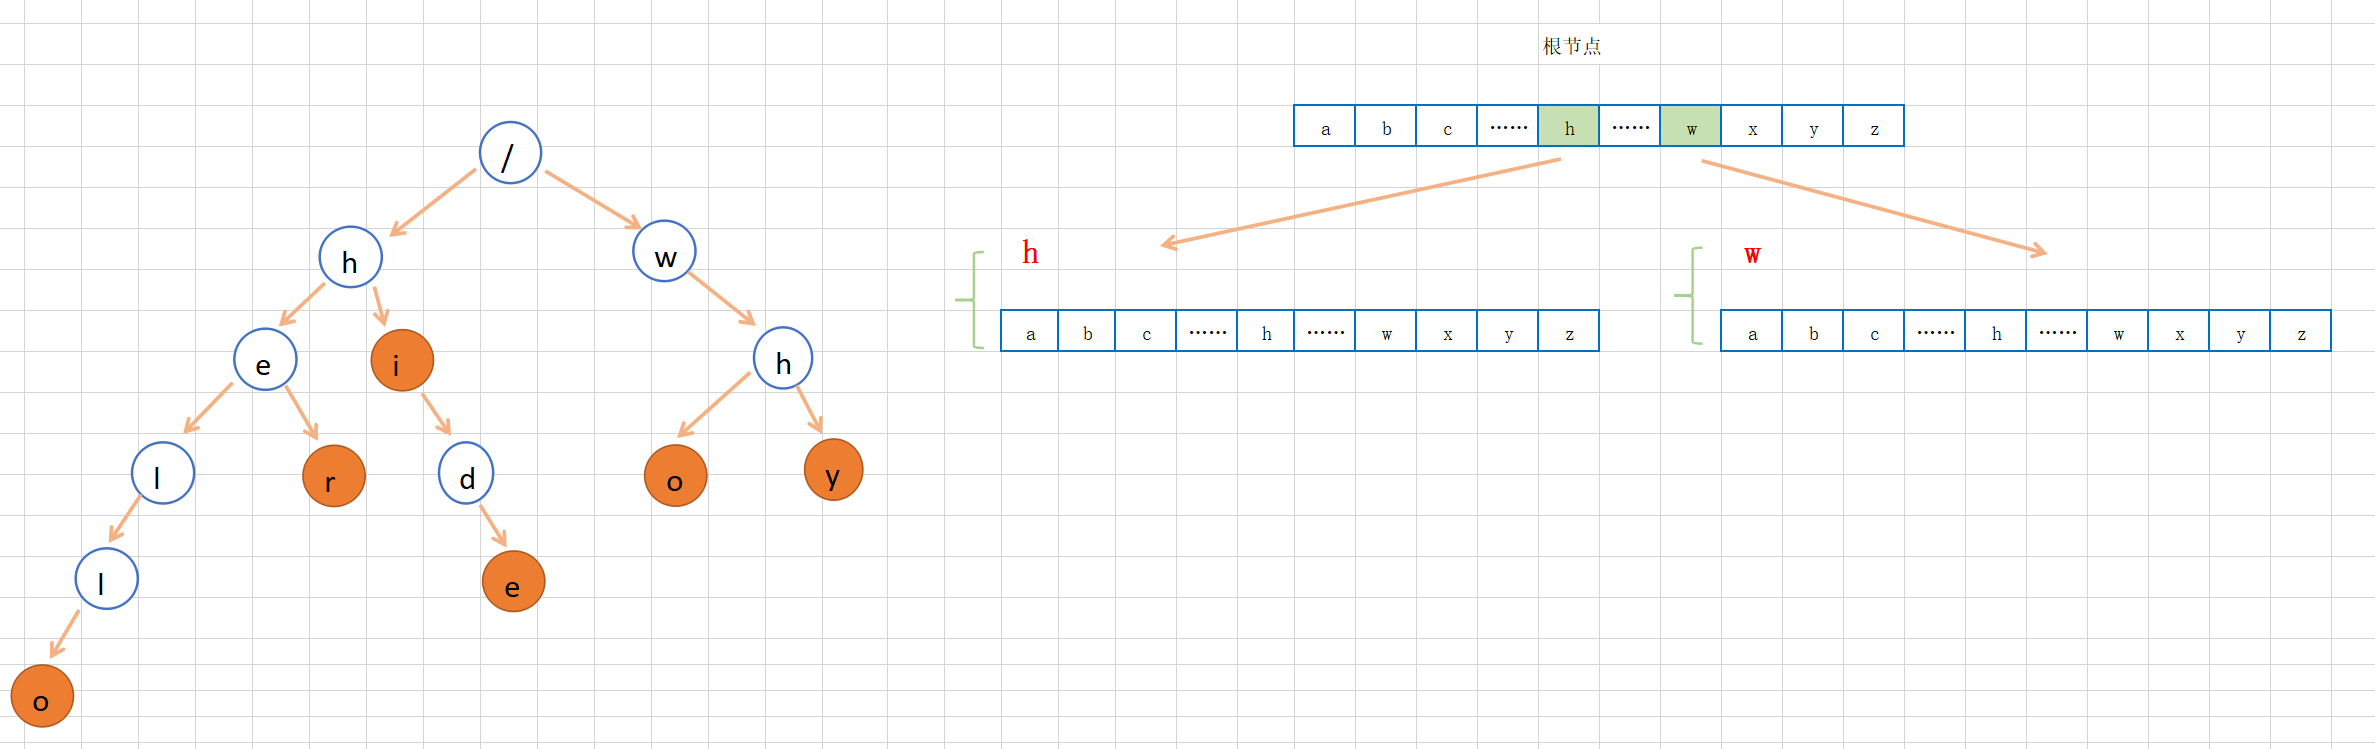 根节点
a b c …… h …… w x y z
/
h w
h w
a b c …… h …… w x y z a b c …… h …… w x y z
e i h
l r d o y
l e
o